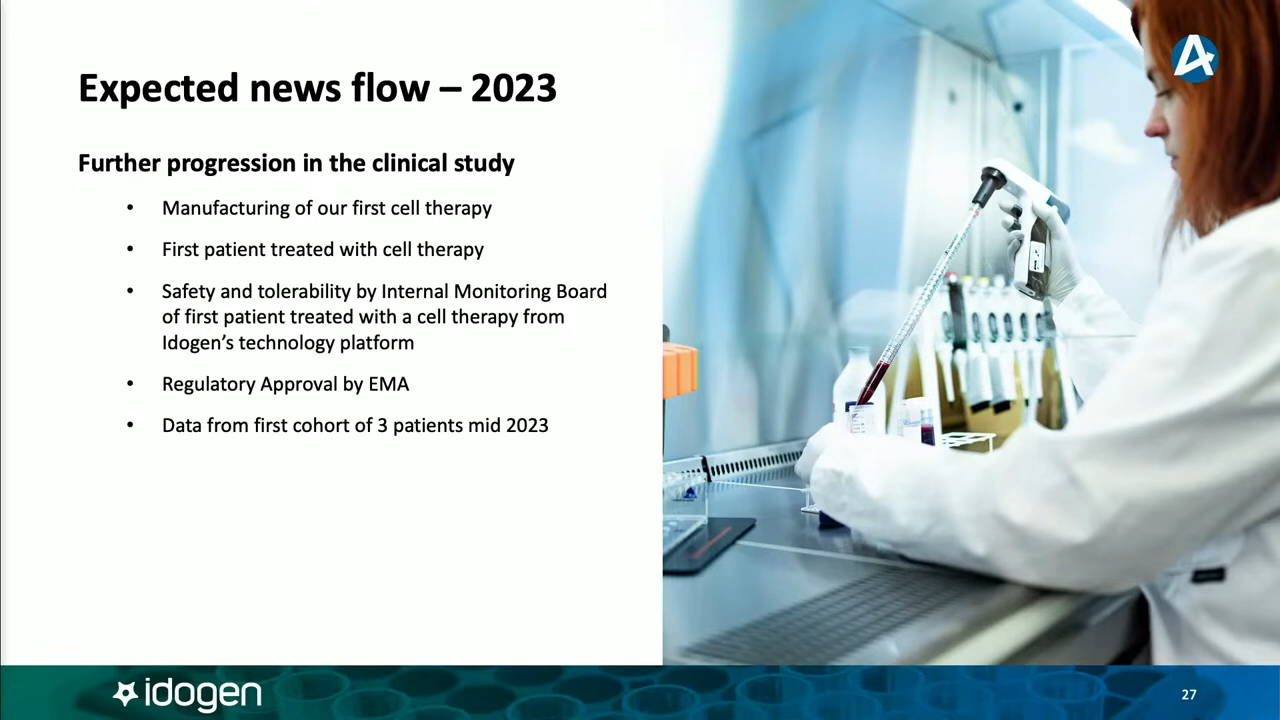 Expected news flow – 2023
Further progression in the clinical study
• Manufacturing of our first cell therapy
• First patient treated with cell therapy
• Safety and tolerability by Internal Monitoring Board
of first patient treated with a cell therapy from
Idogen’s technology platform
• Regulatory Approval by EMA
• Data from first cohort of 3 patients mid 2023
idogen
27